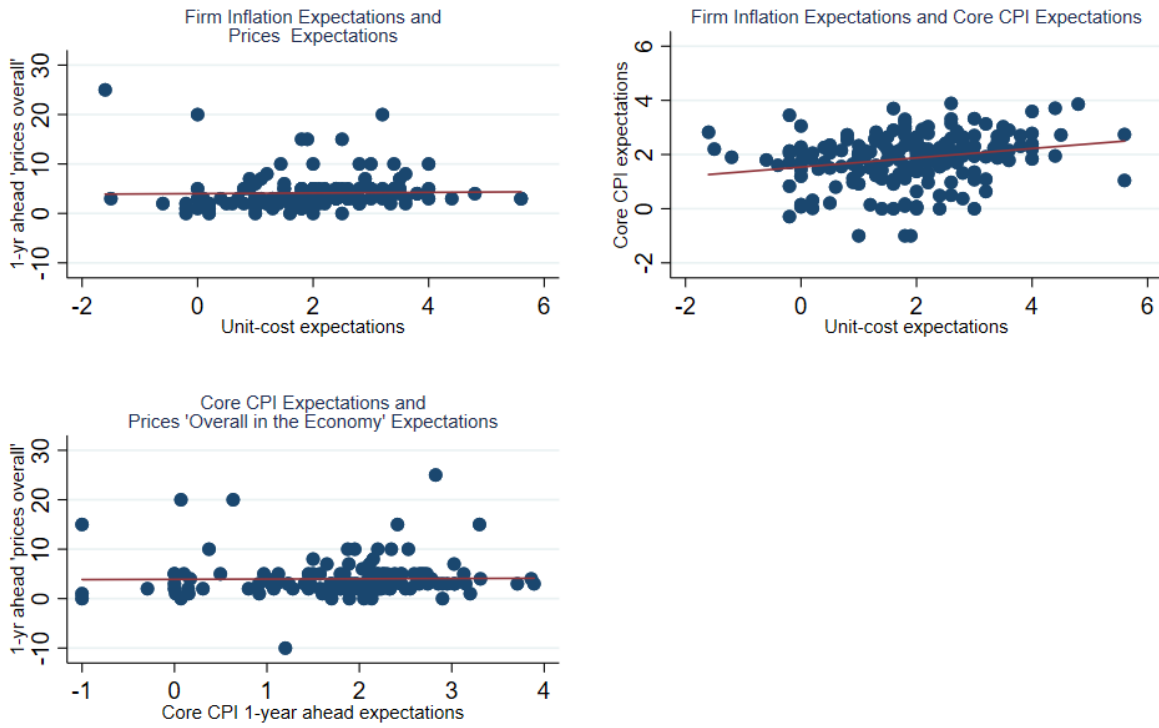 Firm Inflation Expectations and
Prices  Expectations
1-yr ahead 'prices overall'
30
20
10
0
-10
-2
0
2
4
6
Unit-cost expectations
Firm Inflation Expectations and Core CPI Expectations
Core CPI expectations
6
4
2
0
-2
-2
0
2
4
6
Unit-cost expectations
Core CPI Expectations and
Prices 'Overall in the Economy' Expectations
1-yr ahead 'prices overall'
30
20
10
0
-10
-1
0
1
2
3
4
Core CPI 1-year ahead expectations